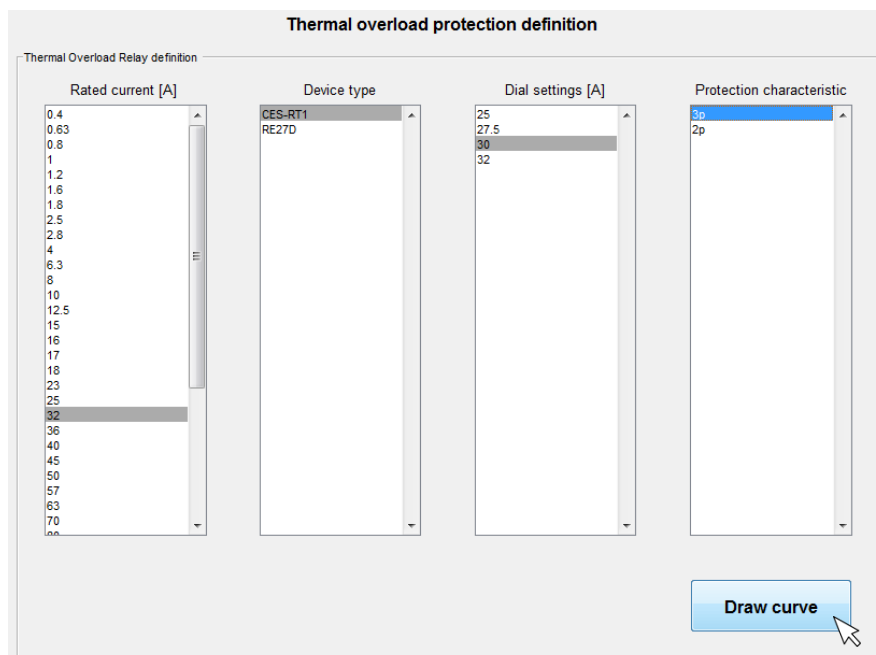 Thermal overload protection definition
Thermal Overload Relay definition
Rated current [A]
0.4
0.63
0.8
1
1.2
1.6
1.8
2.5
2.8
4
6.3
8
10
12.5
15
16
17
18
23
25
32
36
40
45
50
57
63
70
Device type
CES-RT1
RE27D
Dial settings [A]
25
27.5
30
32
Protection characteristic
3p
2p
Draw curve